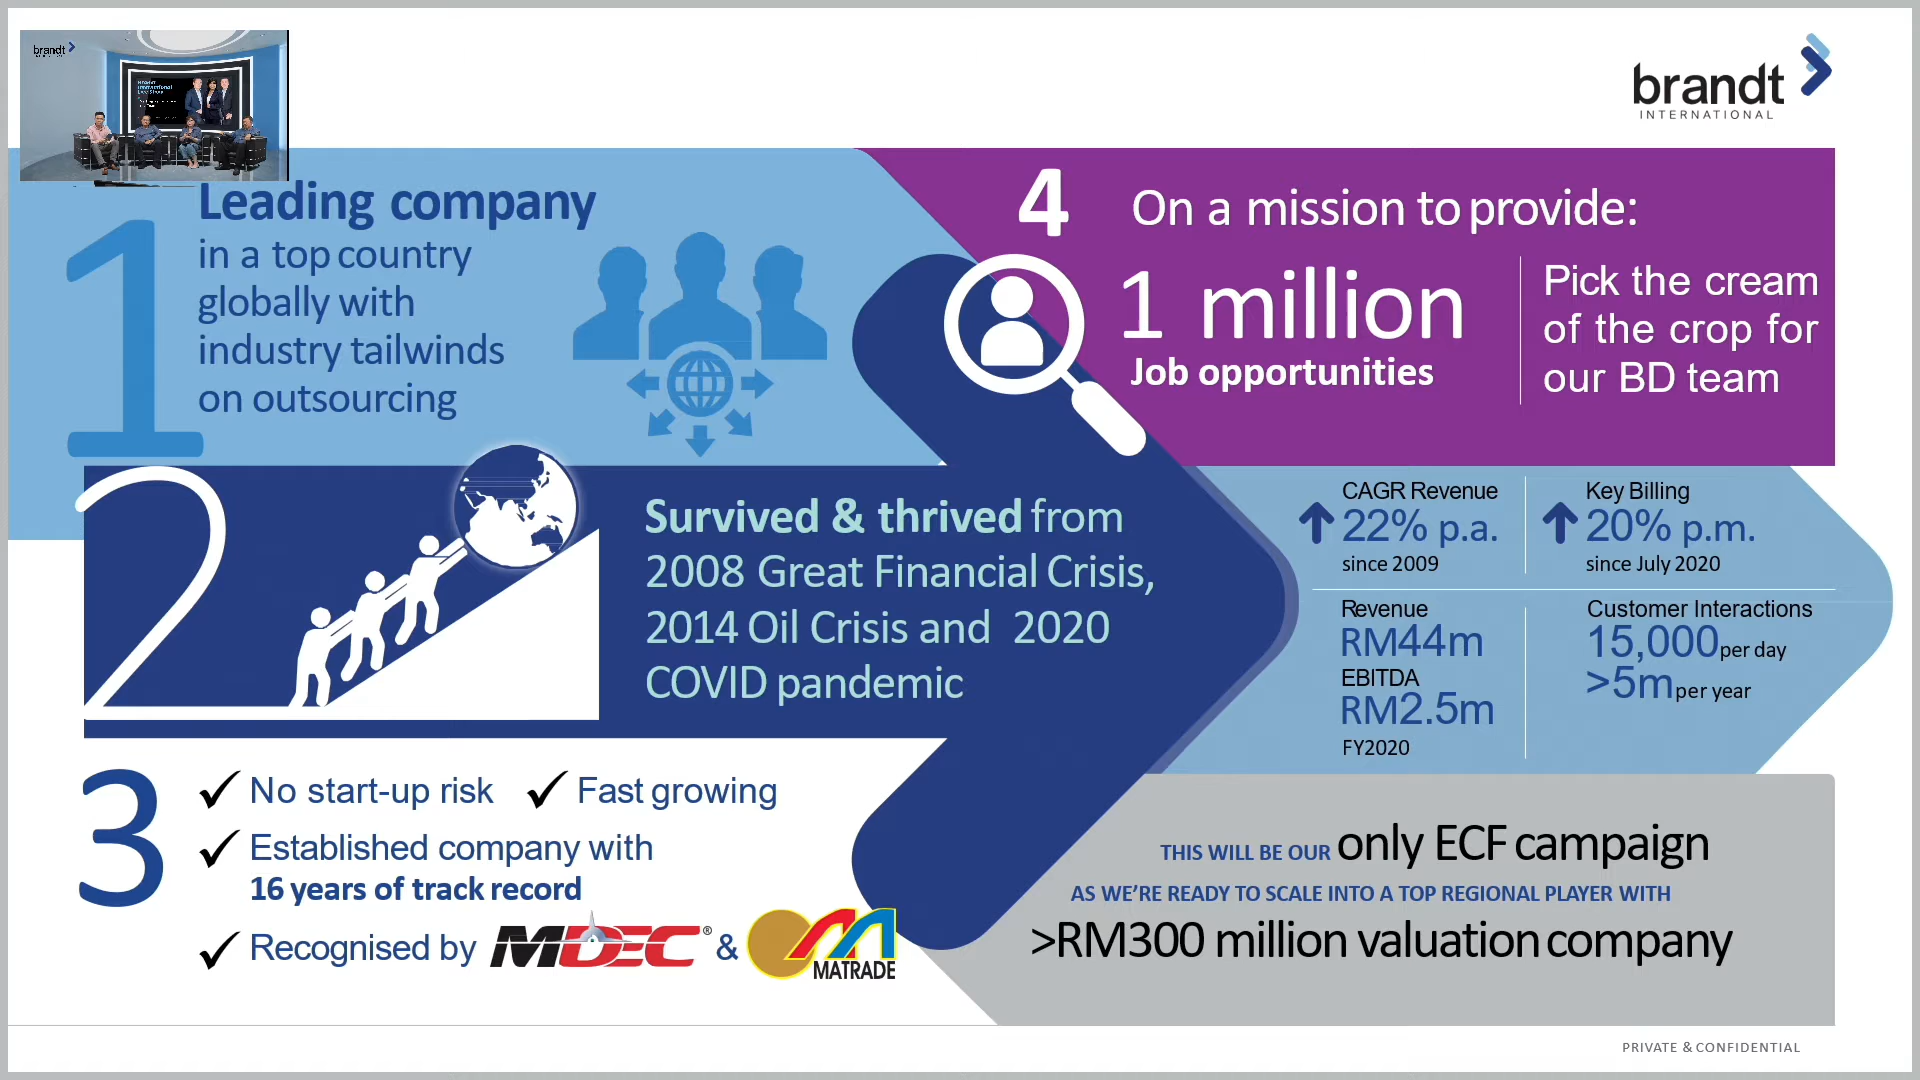 brandt
brandt
INTERNATIONAL
1
Leading company
in a top country
globally with
industry tailwinds
on outsourcing
4
On a mission to provide:
1 million
Job opportunities
Pick the cream
of the crop for
our BD team
2
Survived & thrived from
2008 Great Financial Crisis,
2014 Oil Crisis and 2020
COVID pandemic
CAGR Revenue
22% p.a.
since 2009
Key Billing
20% p.m.
since July 2020
Revenue
RM44m
EBITDA
RM2.5m
FY2020
Customer Interactions
15,000 per day
>5m per year
3
✓ No start-up risk ✓ Fast growing
✓ Established company with
16 years of track record
✓ Recognised by MDEC® & MATRADE
THIS WILL BE OUR only ECF campaign
AS WE'RE READY TO SCALE INTO A TOP REGIONAL PLAYER WITH
>RM300 million valuation company
PRIVATE & CONFIDENTIAL